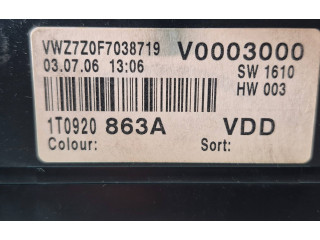 VWZ7Z0F7038719 V0003000
03.07.06 13:06 SW 1610
HW 003
1T0920 863A VDD
Colour: Sort: